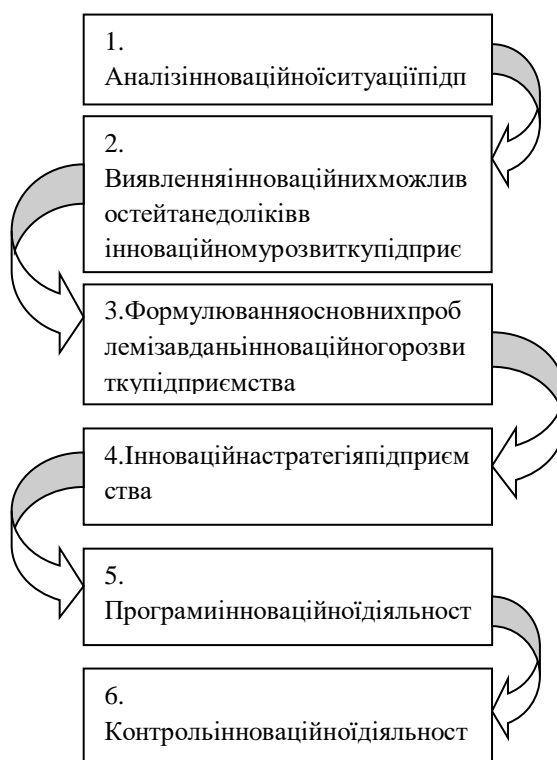 1.
Аналізінноваційноїситуаціїпідп
2.
Виявленняінноваційнихможлив
остейтанедоліківв
інноваційномурозвиткупідприє
3.Формулюванняосновнихпроб
лемізавданьінноваційногорозви
ткупідприємства
4.Інноваційнастратегіяпідприєм
ства
5.
Програмиінноваційноїдіяльност
6.
Контрольінноваційноїдіяльност